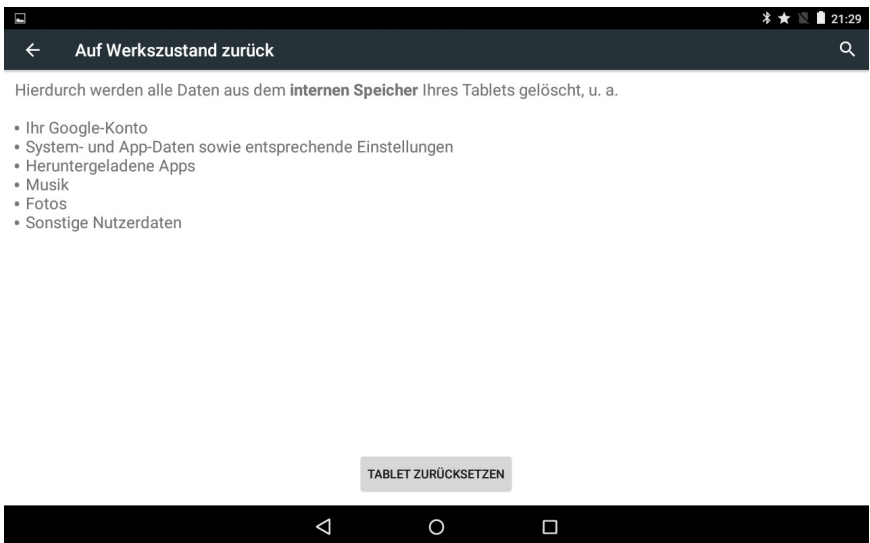 21:29
Auf Werkszustand zurück
Hierdurch werden alle Daten aus dem internen Speicher Ihres Tablets gelöscht, u. a.
• Ihr Google-Konto
• System- und App-Daten sowie entsprechende Einstellungen
• Heruntergeladene Apps
• Musik
• Fotos
• Sonstige Nutzerdaten
TABLET ZURÜCKSETZEN